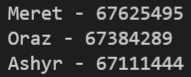 Meret - 67625495
Oraz - 67384289
Ashyr - 67111444